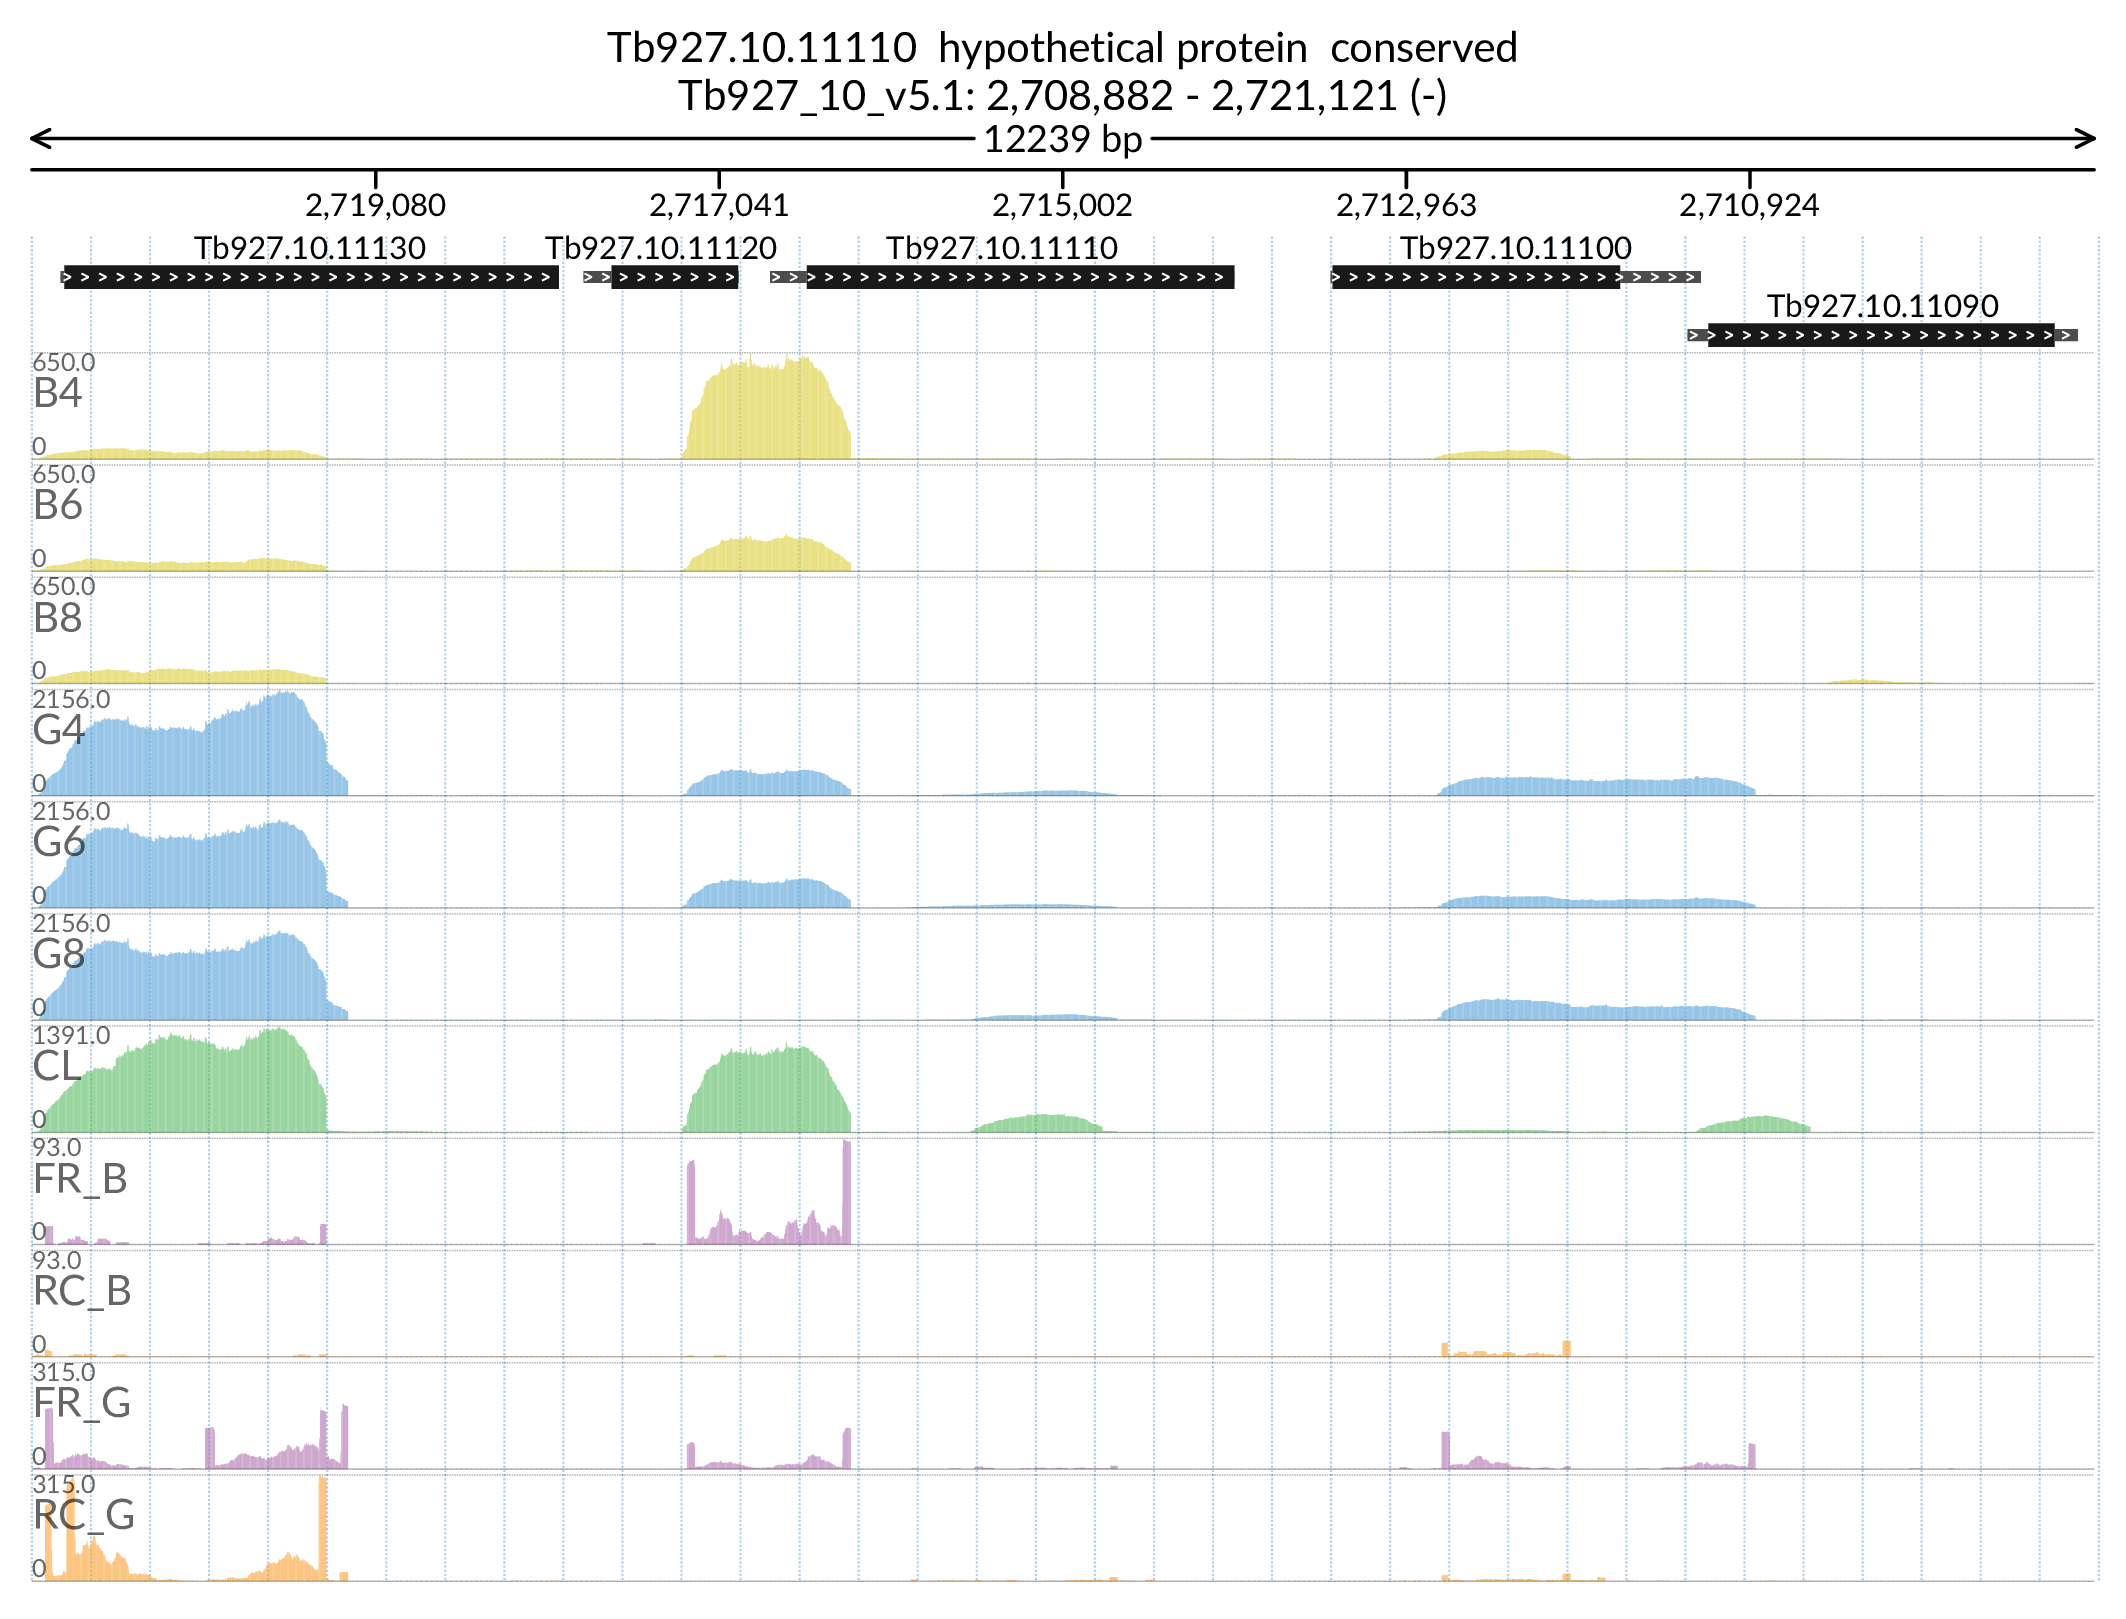 Tb927.10.11110  hypothetical protein  conserved
Tb927_10_v5.1: 2,708,882 - 2,721,121 (-)
12239 bp
2,719,080 2,717,041 2,715,002 2,712,963 2,710,924
Tb927.10.11130 Tb927.10.11120 Tb927.10.11110 Tb927.10.11100
Tb927.10.11090
650.0
B4
0
650.0
B6
0
650.0
B8
0
2156.0
G4
0
2156.0
G6
0
2156.0
G8
0
1391.0
CL
0
93.0
FR_B
0
93.0
RC_B
0
315.0
FR_G
0
315.0
RC_G
0